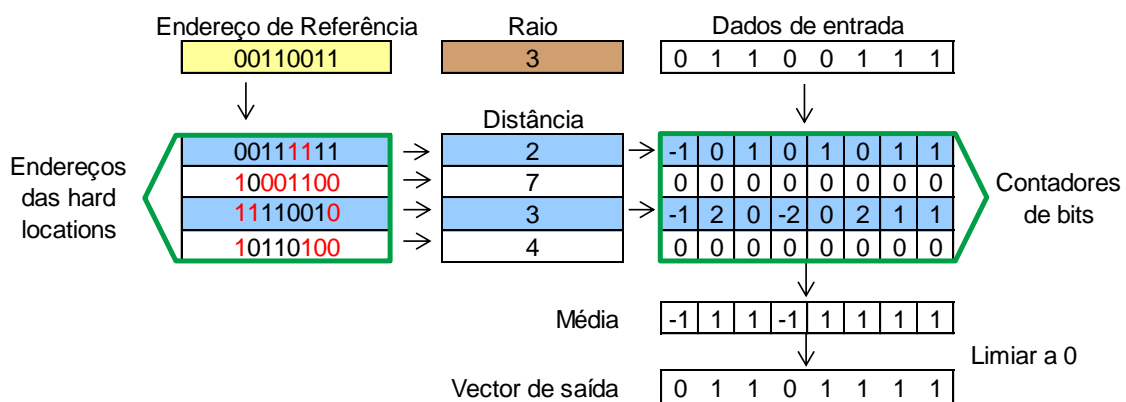 Endereço de Referência Raio Dados de entrada
00110011 3 0 1 1 0 0 1 1 1
Distância
Endereços das hard locations
00111111 2 -1 0 1 0 1 0 1 1
10001100 7 0 0 0 0 0 0 0 0
11110010 3 -1 2 0 -2 0 2 1 1
10110100 4 0 0 0 0 0 0 0 0
Contadores de bits
Média -1 1 1 -1 1 1 1 1
Limiar a 0
Vector de saída 0 1 1 0 1 1 1 1